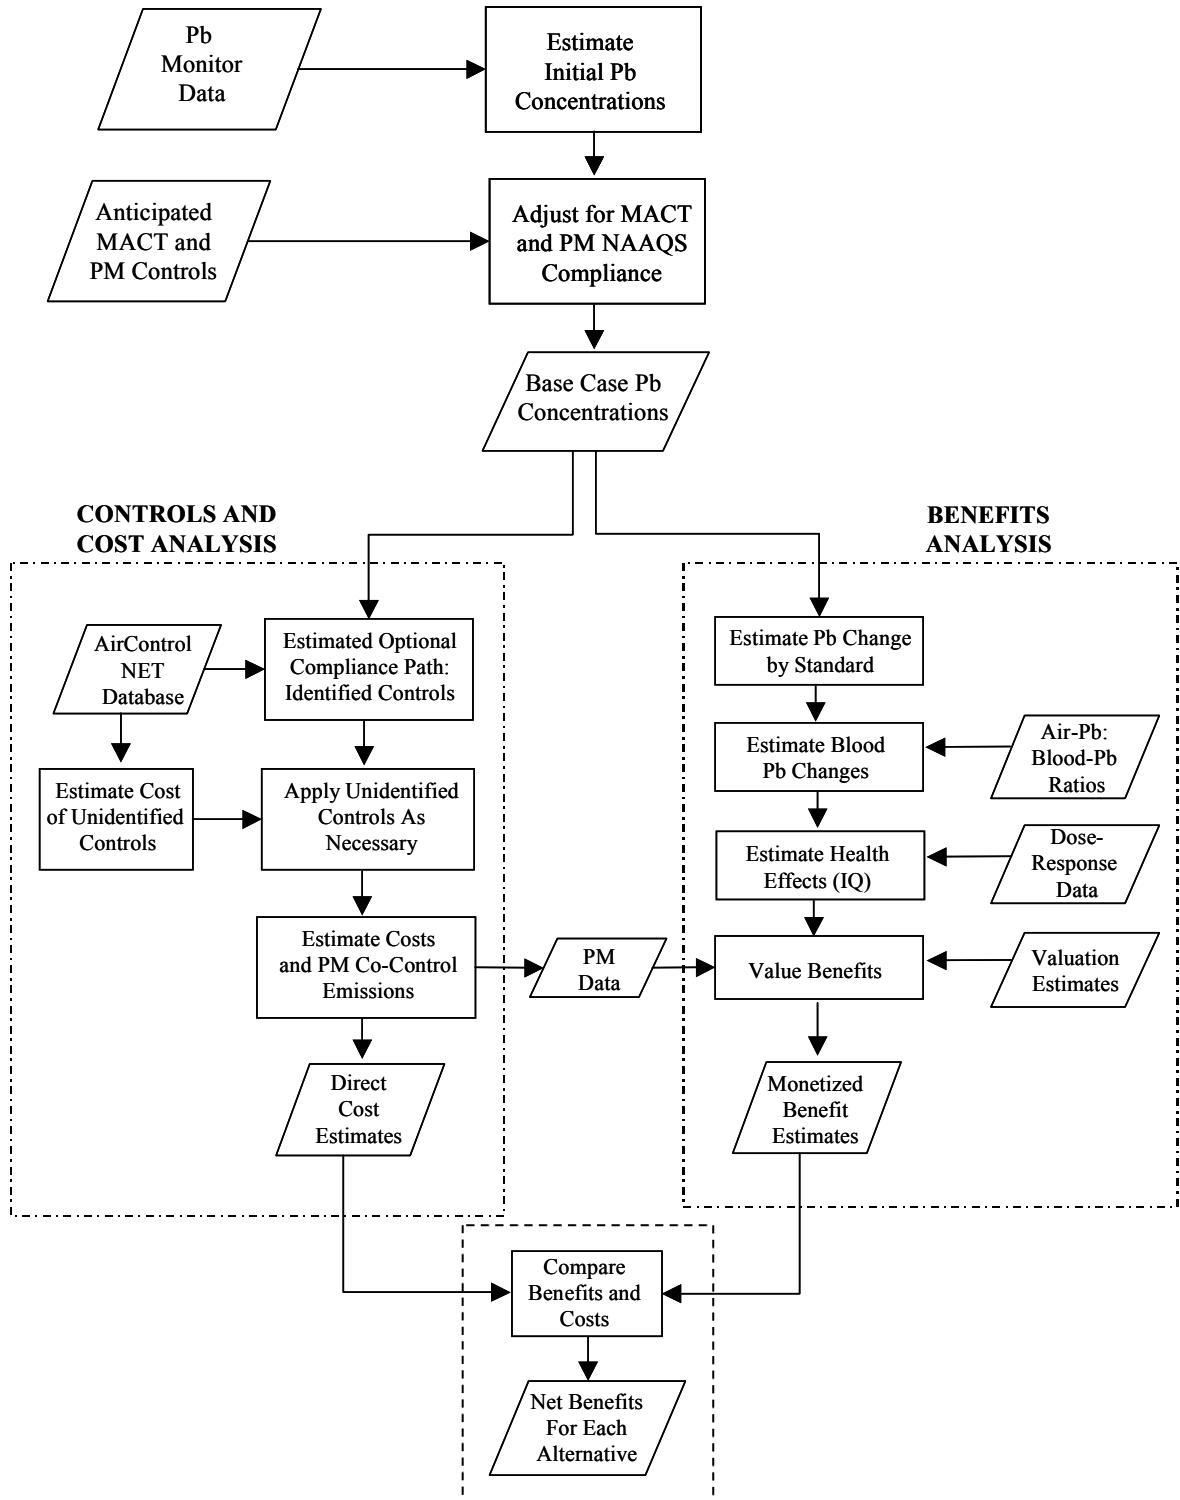 Pb
Monitor
Data
Estimate
Initial Pb
Concentrations
Anticipated
MACT and
PM Controls
Adjust for MACT
and PM NAAQS
Compliance
Base Case Pb
Concentrations
CONTROLS AND
COST ANALYSIS
BENEFITS
ANALYSIS
AirControl
NET
Database
Estimated Optional
Compliance Path:
Identified Controls
Estimate Cost
of Unidentified
Controls
Apply Unidentified
Controls As
Necessary
Estimate Costs
and PM Co-Control
Emissions
PM
Data
Direct
Cost
Estimates
Estimate Pb Change
by Standard
Estimate Blood
Pb Changes
Air-Pb:
Blood-Pb
Ratios
Estimate Health
Effects (IQ)
Dose-
Response
Data
Value Benefits
Valuation
Estimates
Monetized
Benefit
Estimates
Compare
Benefits and
Costs
Net Benefits
For Each
Alternative